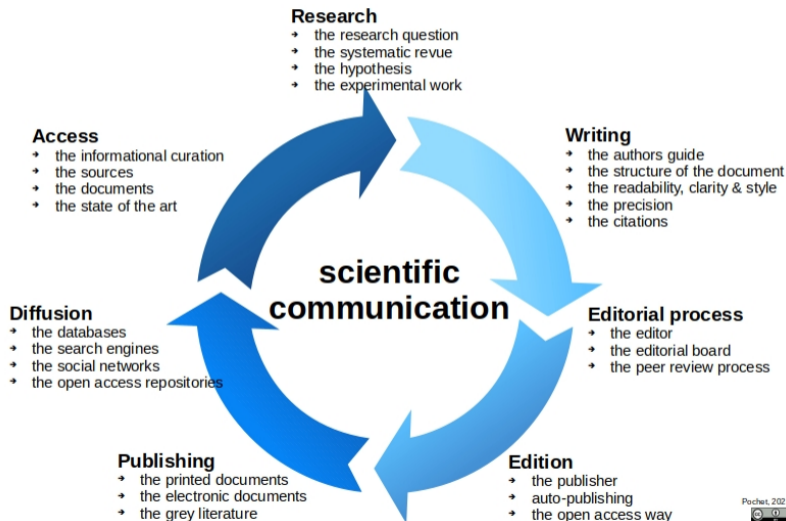 Research
→ the research question
→ the systematic revue
→ the hypothesis
→ the experimental work
Writing
→ the authors guide
→ the structure of the document
→ the readability, clarity & style
→ the precision
→ the citations
Editorial process
→ the editor
→ the editorial board
→ the peer review process
Edition
→ the publisher
→ auto-publishing
→ the open access way
Publishing
→ the printed documents
→ the electronic documents
→ the grey literature
Diffusion
→ the databases
→ the search engines
→ the social networks
→ the open access repositories
Access
→ the informational curation
→ the sources
→ the documents
→ the state of the art
scientific
communication
Pochet, 202
cc